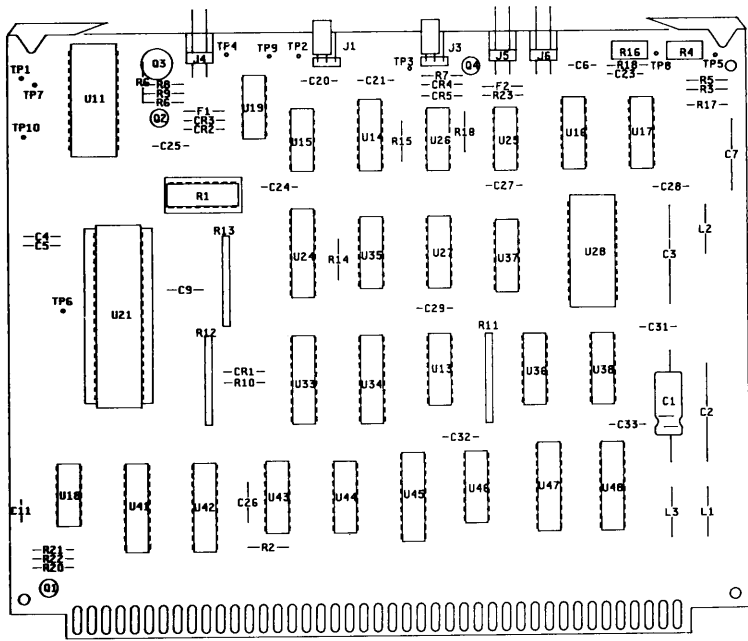 J4
TP4
TP9
TP2
J1
J3
TP3
Q4
J5
J6
R16
R4
TP8
TP5
TP1
TP7
U11
Q3
R6
R8
R9
R6
C20
C21
R7
CR4
CR5
F2
R23
C6
R18
C23
R5
R3
R17
TP10
Q2
F1
CR3
CR2
C25
U19
U15
U14
R15
U26
R18
U25
U16
U17
C7
R1
C24
C27
C28
C4
C5
R13
U24
R14
U35
U27
U37
U28
C3
L2
C9
TP6
U21
C29
C31
R12
R11
CR1
R10
U33
U34
U13
U36
U38
C1
C2
C33
C32
C11
U18
U41
U42
C26
U43
U44
U45
U46
U47
U48
L3
L1
R2
R21
R22
R20
Q1